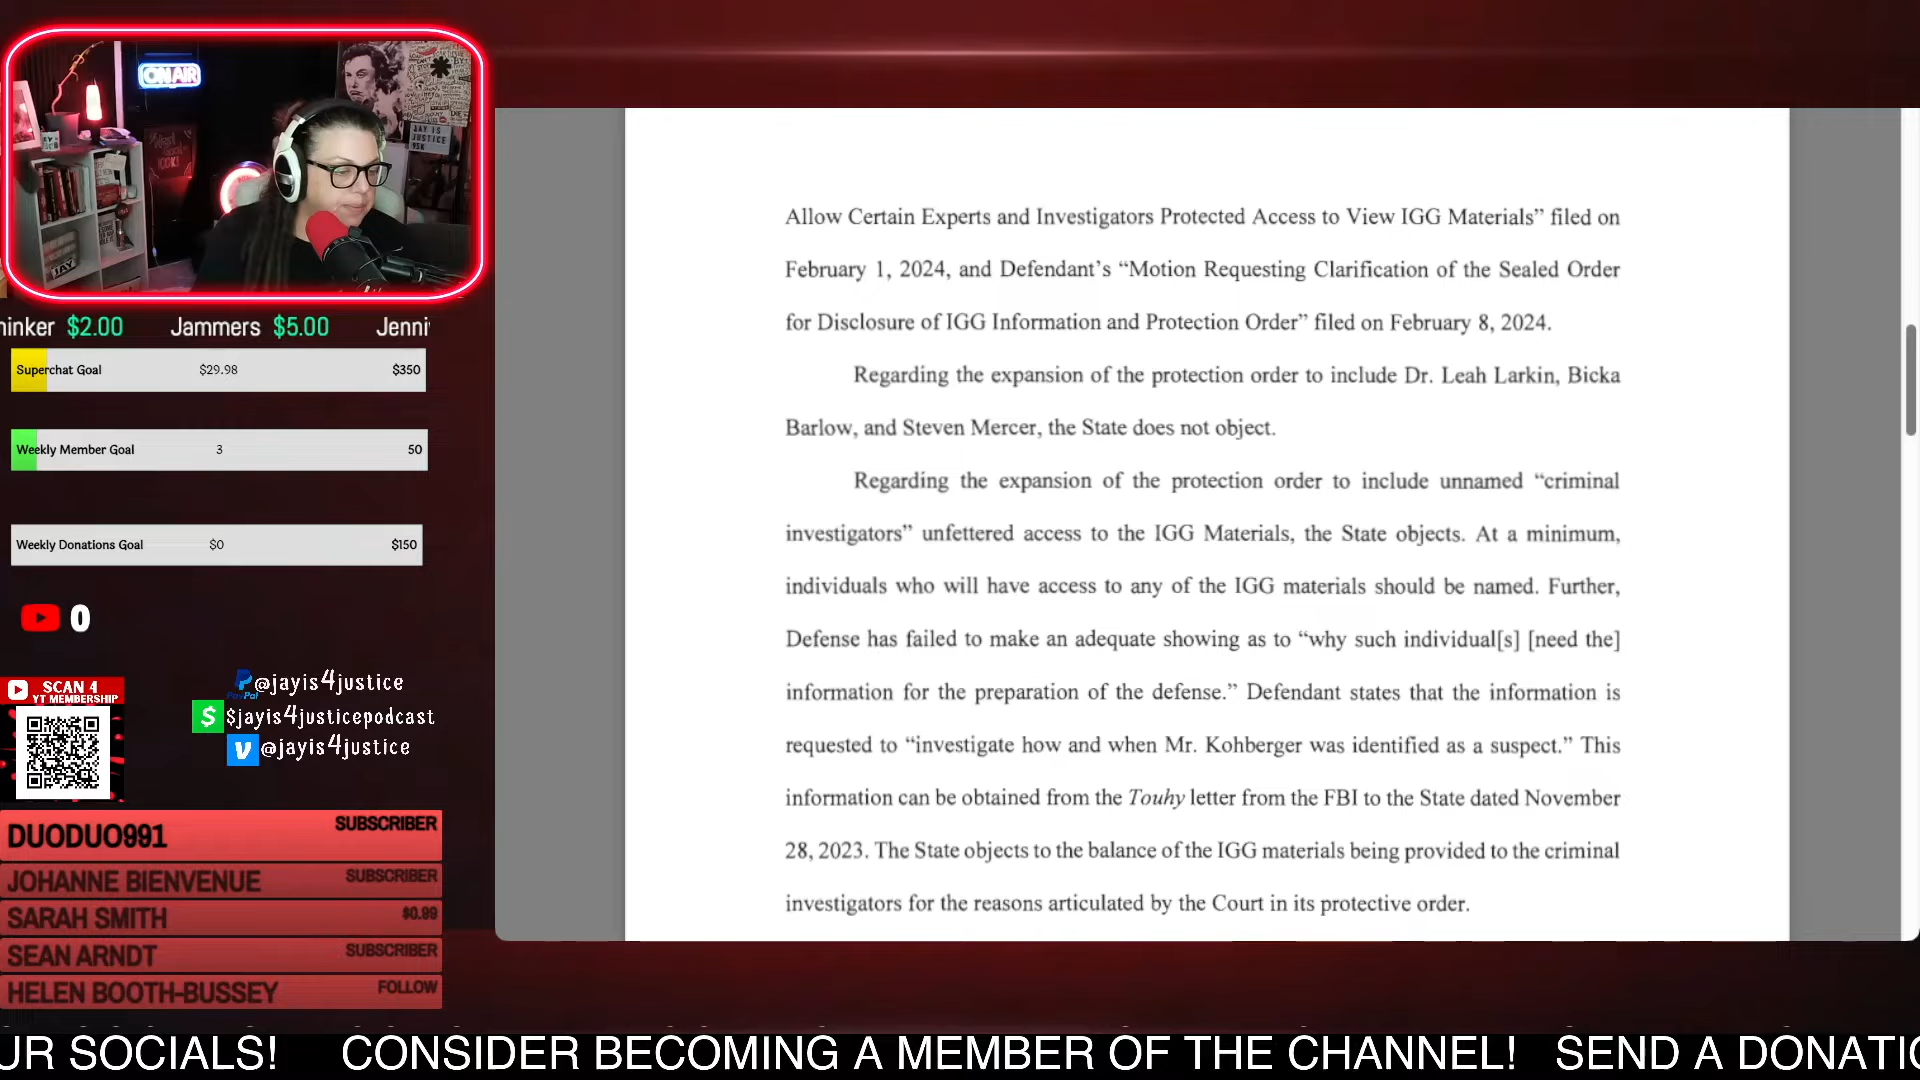 ON AIR
JAY IS
JUSTICE
95K
JAY
hinker $2.00 Jammers $5.00 Jenni
Superchat Goal $29.98 $350
Weekly Member Goal 3 50
Weekly Donations Goal $0 $150
0
SCAN 4
YT MEMBERSHIP
PayPal @jayis4justice
$jayis4justicepodcast
@jayis4justice
DUODUO991 SUBSCRIBER
JOHANNE BIENVENUE SUBSCRIBER
SARAH SMITH $0.99
SEAN ARNDT SUBSCRIBER
HELEN BOOTH-BUSSEY FOLLOW
Allow Certain Experts and Investigators Protected Access to View IGG Materials” filed on
February 1, 2024, and Defendant’s “Motion Requesting Clarification of the Sealed Order
for Disclosure of IGG Information and Protection Order” filed on February 8, 2024.
Regarding the expansion of the protection order to include Dr. Leah Larkin, Bicka
Barlow, and Steven Mercer, the State does not object.
Regarding the expansion of the protection order to include unnamed “criminal
investigators” unfettered access to the IGG Materials, the State objects. At a minimum,
individuals who will have access to any of the IGG materials should be named. Further,
Defense has failed to make an adequate showing as to “why such individual[s] [need the]
information for the preparation of the defense.” Defendant states that the information is
requested to “investigate how and when Mr. Kohberger was identified as a suspect.” This
information can be obtained from the Touhy letter from the FBI to the State dated November
28, 2023. The State objects to the balance of the IGG materials being provided to the criminal
investigators for the reasons articulated by the Court in its protective order.
UR SOCIALS! CONSIDER BECOMING A MEMBER OF THE CHANNEL! SEND A DONATIO